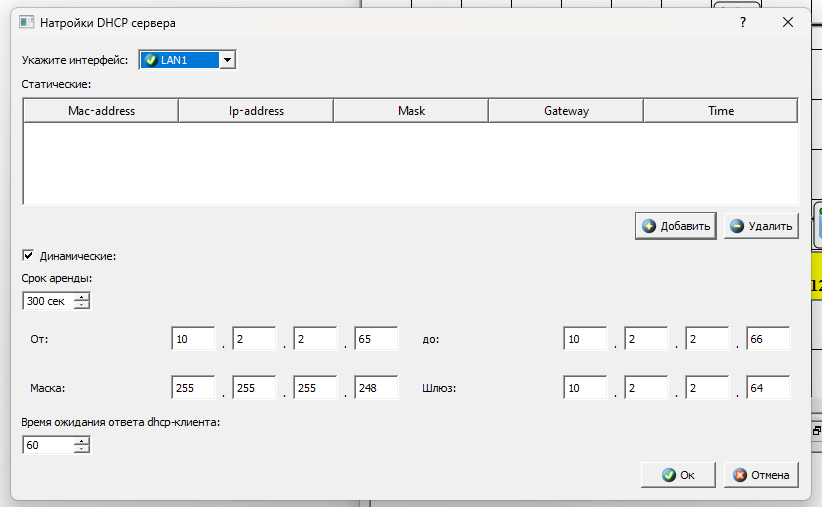 Натройки DHCP сервера
?
Укажите интерфейс: LAN1
Статические:
Mac-address Ip-address Mask Gateway Time
Добавить Удалить
Динамические:
Срок аренды:
300 сек
От: 10 . 2 . 2 . 65 до: 10 . 2 . 2 . 66
Маска: 255 . 255 . 255 . 248 Шлюз: 10 . 2 . 2 . 64
Время ожидания ответа dhcp-клиента:
60
Ок Отмена